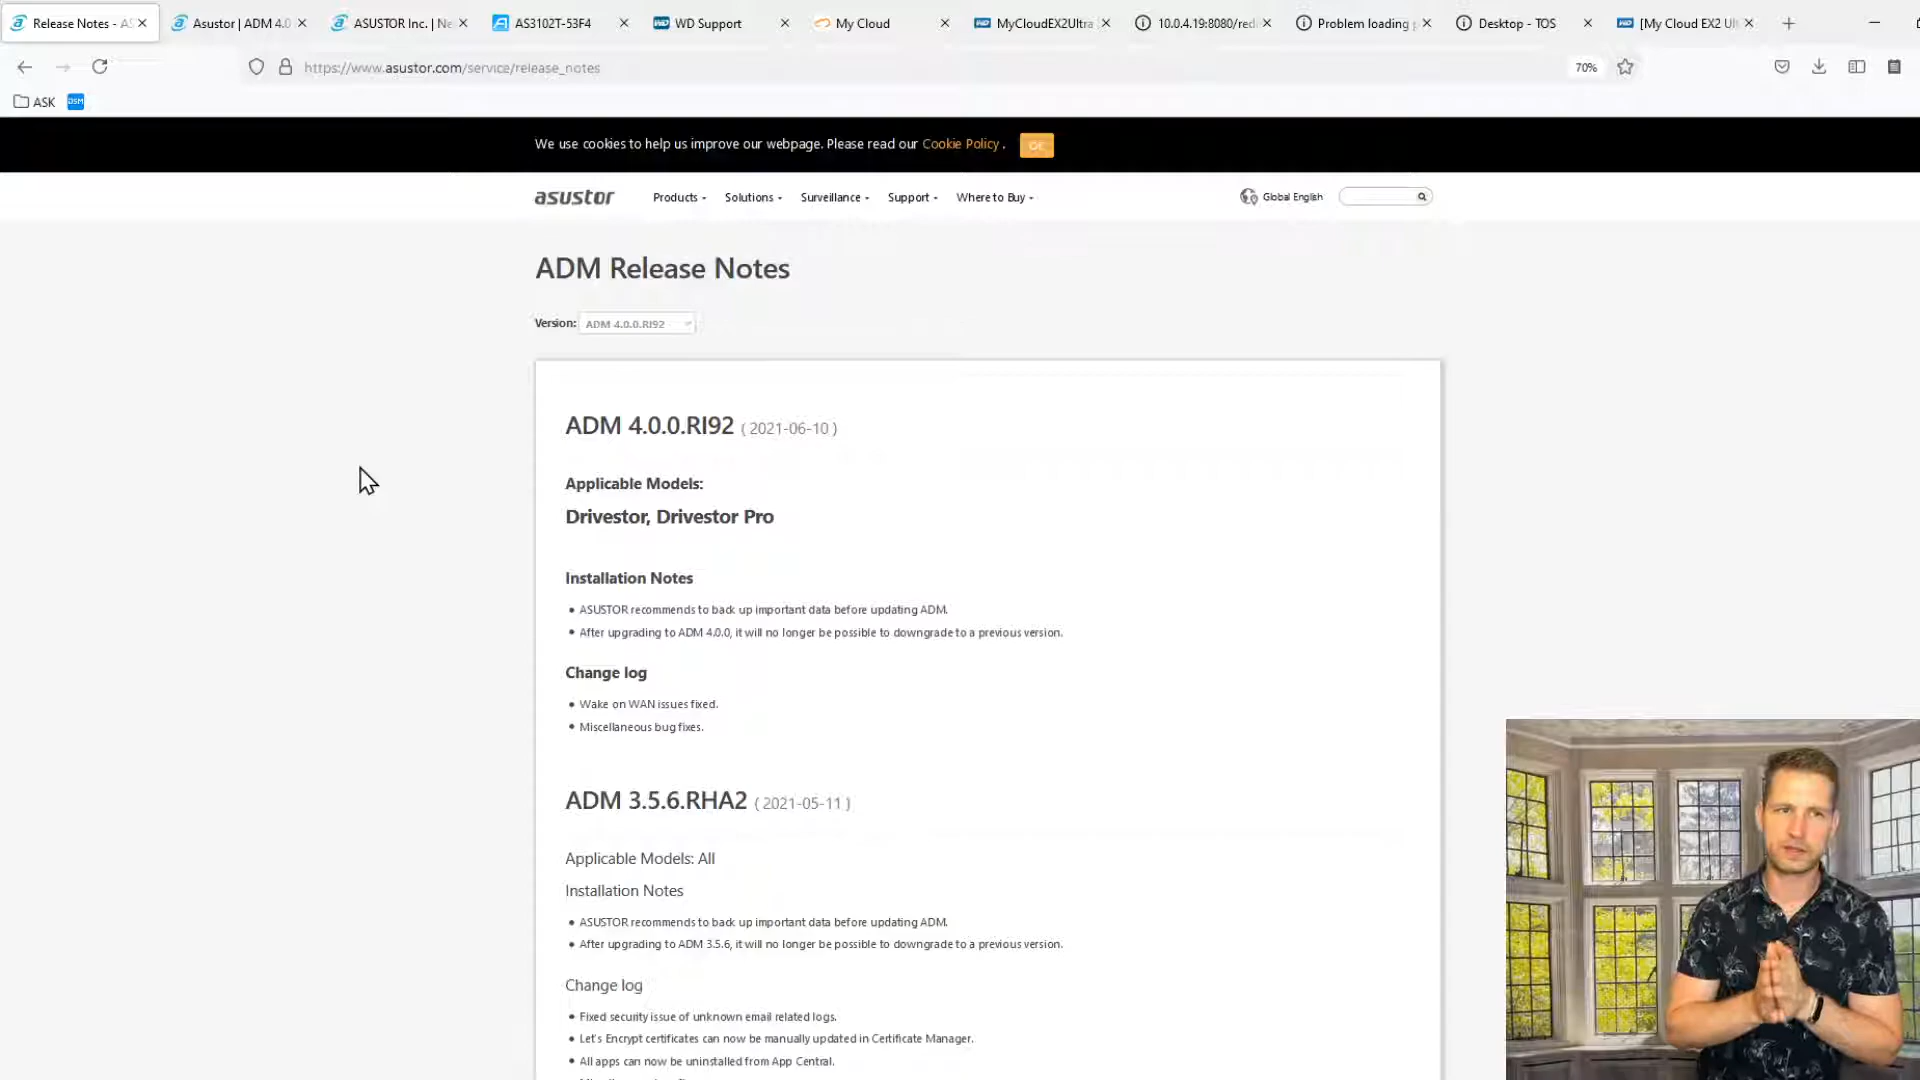 Release Notes - AS
Asustor | ADM 4.0
ASUSTOR Inc. | Ne
AS3102T-53F4
WD Support
My Cloud
MyCloudEX2Ultra
10.0.4.19:8080/redi
Problem loading p
Desktop - TOS
[My Cloud EX2 Ul
https://www.asustor.com/service/release_notes
70%
ASK
DSM
We use cookies to help us improve our webpage. Please read our Cookie Policy . OK
asustor
Products
Solutions
Surveillance
Support
Where to Buy
Global English
ADM Release Notes
Version: ADM 4.0.0.RI92
ADM 4.0.0.RI92 ( 2021-06-10 )
Applicable Models:
Drivestor, Drivestor Pro
Installation Notes
• ASUSTOR recommends to back up important data before updating ADM.
• After upgrading to ADM 4.0.0, it will no longer be possible to downgrade to a previous version.
Change log
• Wake on WAN issues fixed.
• Miscellaneous bug fixes.
ADM 3.5.6.RHA2 ( 2021-05-11 )
Applicable Models: All
Installation Notes
• ASUSTOR recommends to back up important data before updating ADM.
• After upgrading to ADM 3.5.6, it will no longer be possible to downgrade to a previous version.
Change log
• Fixed security issue of unknown email related logs.
• Let's Encrypt certificates can now be manually updated in Certificate Manager.
• All apps can now be uninstalled from App Central.